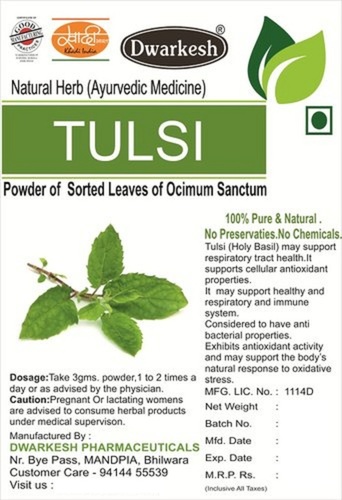 GOOD
MANUFACTURING
PRACTICES
खादी
Khadi India
Dwarkesh®
Natural Herb (Ayurvedic Medicine)
TULSI
Powder of Sorted Leaves of Ocimum Sanctum
100% Pure & Natural .
No Preservaties.No Chemicals.
Tulsi (Holy Basil) may support
respiratory tract health.It
supports cellular antioxidant
properties.
It may support healthy and
respiratory and immune
system.
Considered to have anti
bacterial properties.
Exhibits antioxidant activity
and may support the body's
natural response to oxidative
stress.
Dosage:Take 3gms. powder,1 to 2 times a
day or as advised by the physician.
Caution:Pregnant Or lactating womens
are advised to consume herbal products
under medical supervison.
Manufactured By :
DWARKESH PHARMACEUTICALS
Nr. Bye Pass, MANDPIA, Bhilwara
Customer Care - 94144 55539
Visit us :
MFG. LIC. No. : 1114D
Net Weight :
Batch No. :
Mfd. Date :
Exp. Date :
M.R.P. Rs. :
(Inclusive All Taxes)